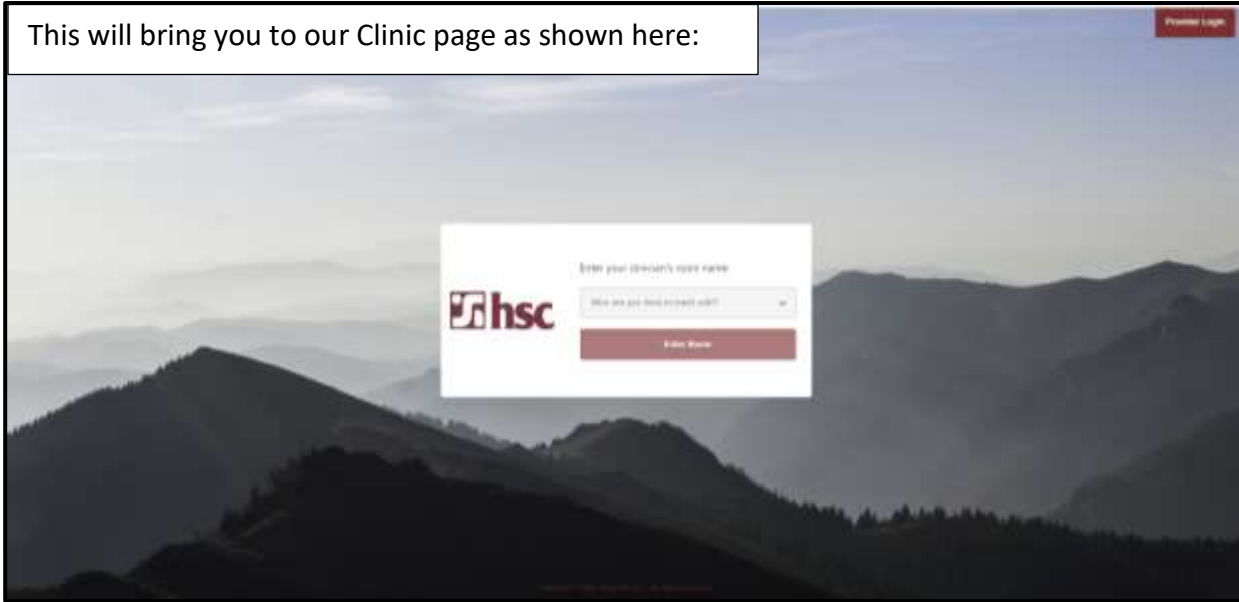 This will bring you to our Clinic page as shown here:
Provider Login
Enter your clinician's room name
hsc
Who are you here to meet with?
Enter Room